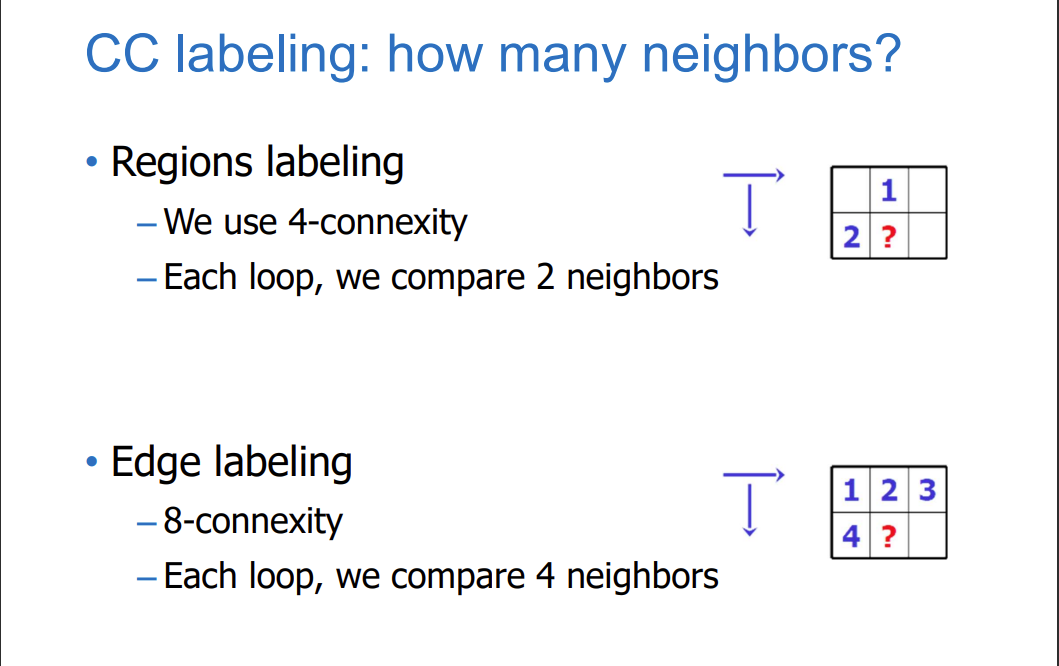 CC labeling: how many neighbors?
• Regions labeling
– We use 4-connexity
– Each loop, we compare 2 neighbors
1
2 ?
• Edge labeling
– 8-connexity
– Each loop, we compare 4 neighbors
1 2 3
4 ?